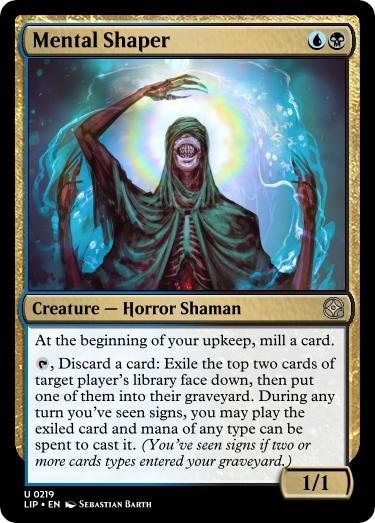 Mental Shaper
Creature — Horror Shaman
At the beginning of your upkeep, mill a card.
, Discard a card: Exile the top two cards of
target player's library face down, then put
one of them into their graveyard. During any
turn you've seen signs, you may play the
exiled card and mana of any type can be
spent to cast it. (You've seen signs if two or
more cards types entered your graveyard.)
1/1
U 0219
LIP • EN Sebastian Barth